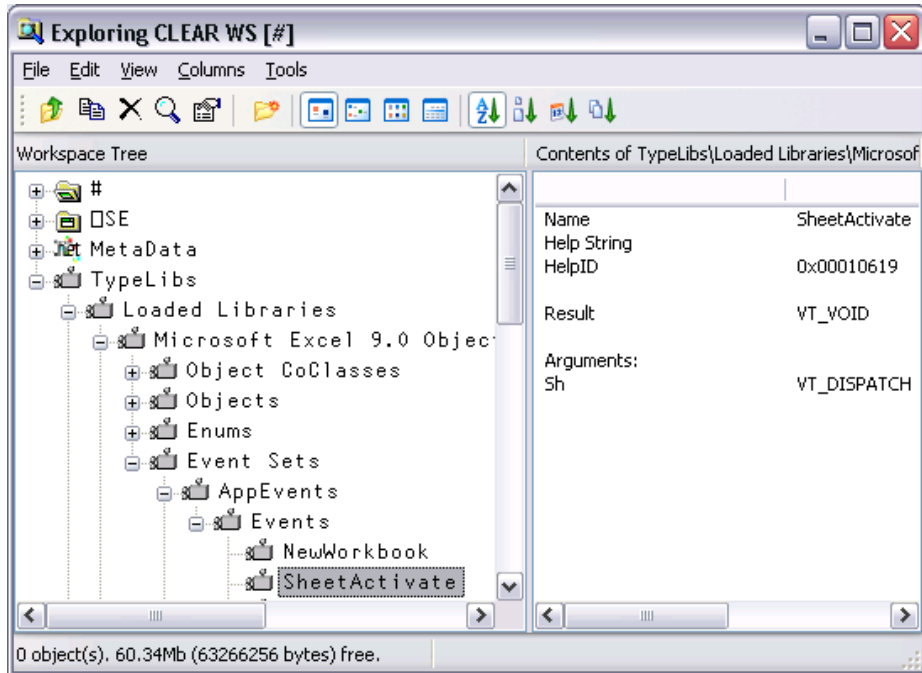 Exploring CLEAR WS [#]
File Edit View Columns Tools
Workspace Tree
Contents of TypeLibs\Loaded Libraries\Microsof
#
⎕SE
MetaData
TypeLibs
Loaded Libraries
Microsoft Excel 9.0 Objec
Object CoClasses
Objects
Enums
Event Sets
AppEvents
Events
NewWorkbook
SheetActivate
Name SheetActivate
Help String
HelpID 0x00010619
Result VT_VOID
Arguments:
Sh VT_DISPATCH
0 object(s). 60.34Mb (63266256 bytes) free.